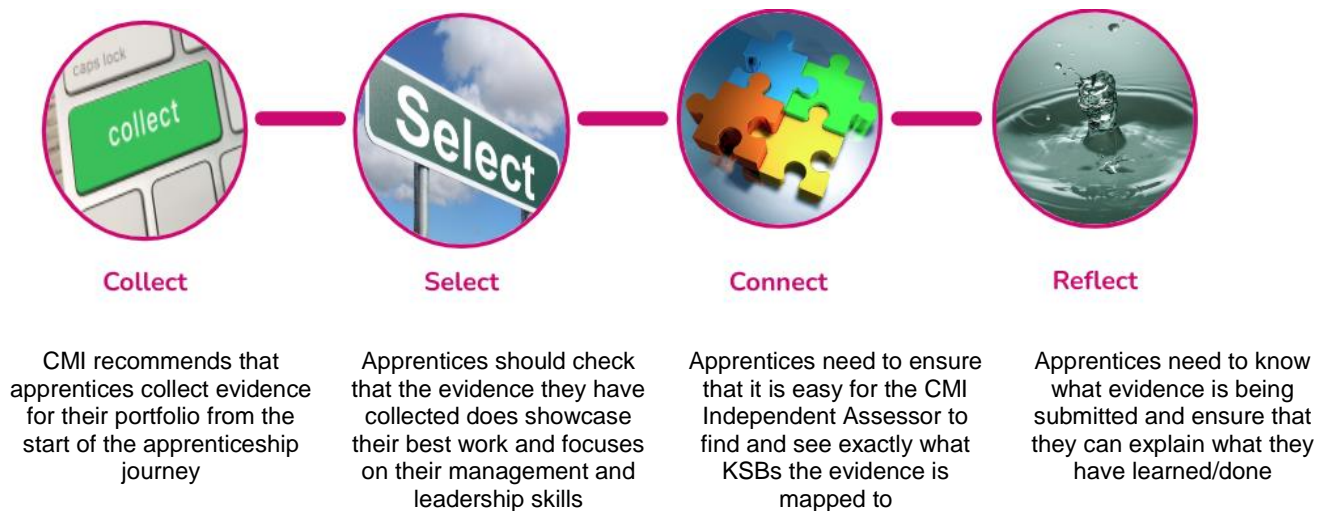 caps lock
collect
Select
Collect
Select
Connect
Reflect
CMI recommends that
apprentices collect evidence
for their portfolio from the
start of the apprenticeship
journey
Apprentices should check
that the evidence they have
collected does showcase
their best work and focuses
on their management and
leadership skills
Apprentices need to ensure
that it is easy for the CMI
Independent Assessor to
find and see exactly what
KSBs the evidence is
mapped to
Apprentices need to know
what evidence is being
submitted and ensure that
they can explain what they
have learned/done